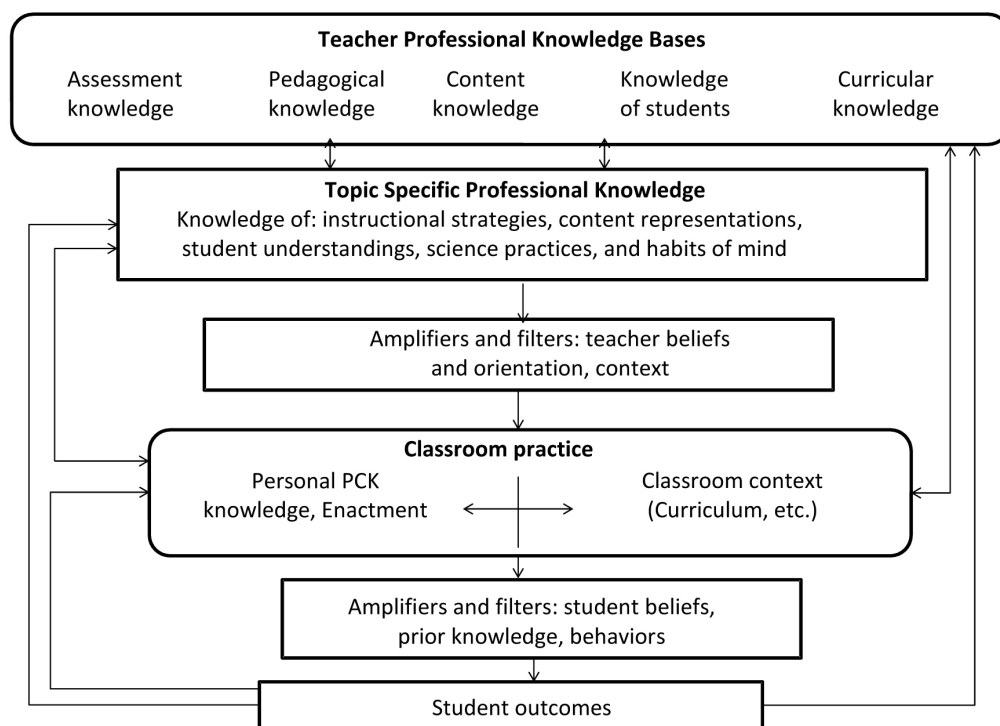 Teacher Professional Knowledge Bases
Assessment knowledge
Pedagogical knowledge
Content knowledge
Knowledge of students
Curricular knowledge
Topic Specific Professional Knowledge
Knowledge of: instructional strategies, content representations,
student understandings, science practices, and habits of mind
Amplifiers and filters: teacher beliefs
and orientation, context
Classroom practice
Personal PCK
knowledge, Enactment
Classroom context
(Curriculum, etc.)
Amplifiers and filters: student beliefs,
prior knowledge, behaviors
Student outcomes